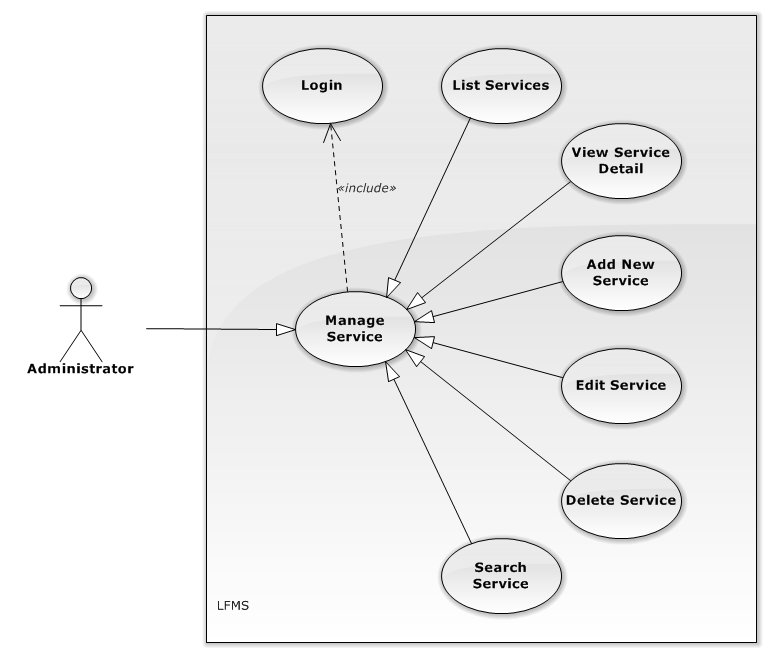 Login
List Services
View Service
Detail
«include»
Add New
Service
Manage
Service
Administrator
Edit Service
Delete Service
Search
Service
LFMS